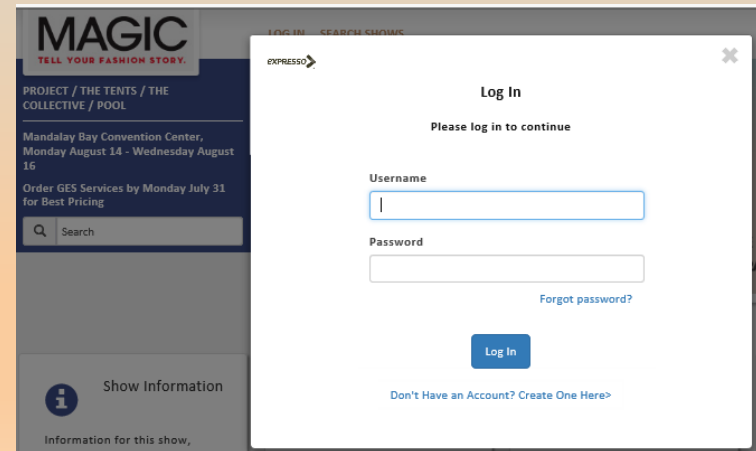 MAGIC
TELL YOUR FASHION STORY.
LOG IN SEARCH SHOWS
PROJECT / THE TENTS / THE
COLLECTIVE / POOL
Mandalay Bay Convention Center,
Monday August 14 - Wednesday August
16
Order GES Services by Monday July 31
for Best Pricing
Search
Show Information
Information for this show,
EXPRESSO
Log In
Please log in to continue
Username
Password
Forgot password?
Log In
Don't Have an Account? Create One Here>